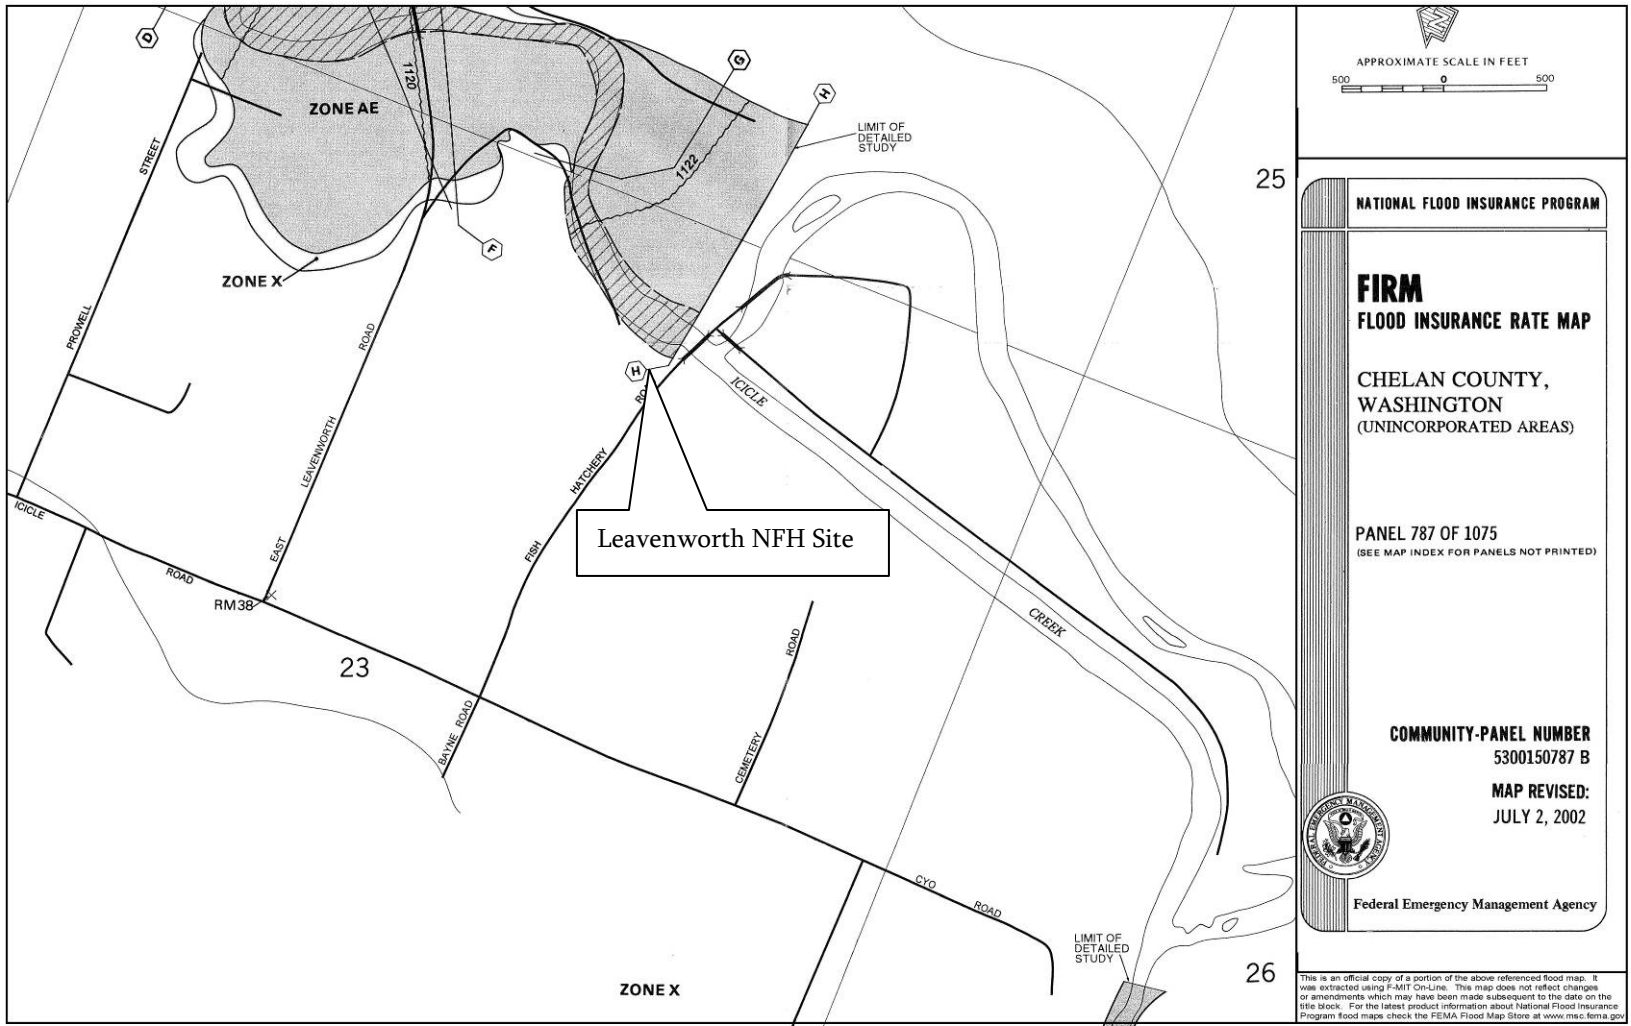 D
G
H
1120
ZONE AE
LIMIT OF
DETAILED
STUDY
1122
25
STREET
F
ZONE X
PROWELL
ROAD
H
ICICLE
LEAVENWORTH
HATCHERY
ICICLE
Leavenworth NFH Site
EAST
FISH
ROAD
RM38
CREEK
ROAD
23
BAYNE ROAD
CEMETERY
CYO
ROAD
LIMIT OF
DETAILED
STUDY
26
ZONE X
N
APPROXIMATE SCALE IN FEET
500 0 500
NATIONAL FLOOD INSURANCE PROGRAM
FIRM
FLOOD INSURANCE RATE MAP
CHELAN COUNTY,
WASHINGTON
(UNINCORPORATED AREAS)
PANEL 787 OF 1075
(SEE MAP INDEX FOR PANELS NOT PRINTED)
COMMUNITY-PANEL NUMBER
5300150787 B
MAP REVISED:
JULY 2, 2002
FEDERAL EMERGENCY MANAGEMENT AGENCY
Federal Emergency Management Agency
This is an official copy of a portion of the above referenced flood map. It
was extracted using F-MIT On-Line. This map does not reflect changes
or amendments which may have been made subsequent to the date on the
title block. For the latest product information about National Flood Insurance
Program flood maps check the FEMA Flood Map Store at www.msc.fema.gov